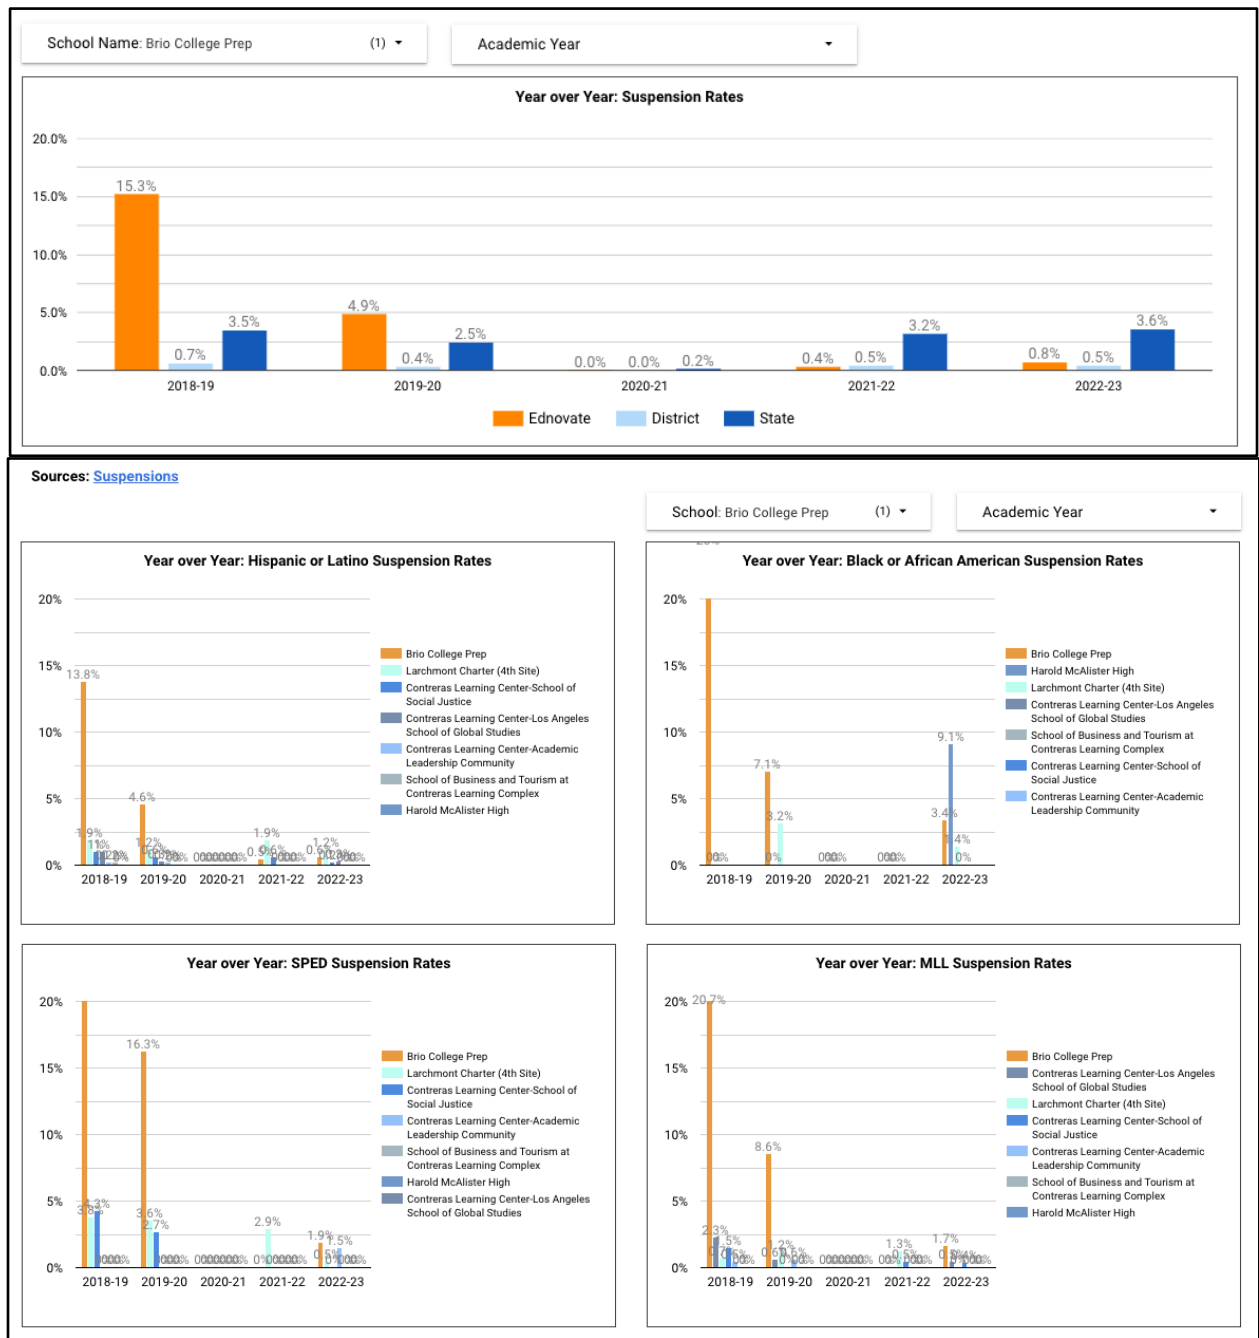 School Name: Brio College Prep (1)
Academic Year
Year over Year: Suspension Rates
20.0%
15.0%
10.0%
5.0%
0.0%
15.3%
0.7%
3.5%
4.9%
0.4%
2.5%
0.0%
0.0%
0.2%
0.4%
0.5%
3.2%
0.8%
0.5%
3.6%
2018-19 2019-20 2020-21 2021-22 2022-23
Ednovate District State
Sources: Suspensions
School: Brio College Prep (1)
Academic Year
Year over Year: Hispanic or Latino Suspension Rates
20%
15%
10%
5%
0%
13.8%
1.9%
4.6%
1.2%
1.9%
1.2%
2018-19 2019-20 2020-21 2021-22 2022-23
Brio College Prep
Larchmont Charter (4th Site)
Contreras Learning Center-School of
Social Justice
Contreras Learning Center-Los Angeles
School of Global Studies
Contreras Learning Center-Academic
Leadership Community
School of Business and Tourism at
Contreras Learning Complex
Harold McAlister High
Year over Year: Black or African American Suspension Rates
20%
15%
10%
5%
0%
7.1%
0%
3.2%
3.4%
9.1%
1.4%
0%
2018-19 2019-20 2020-21 2021-22 2022-23
Brio College Prep
Harold McAlister High
Larchmont Charter (4th Site)
Contreras Learning Center-Los Angeles
School of Global Studies
School of Business and Tourism at
Contreras Learning Complex
Contreras Learning Center-School of
Social Justice
Contreras Learning Center-Academic
Leadership Community
Year over Year: SPED Suspension Rates
20%
15%
10%
5%
0%
3.8%
4.3%
16.3%
3.6%
2.7%
2.9%
1.9%
0.5%
1.5%
2018-19 2019-20 2020-21 2021-22 2022-23
Brio College Prep
Larchmont Charter (4th Site)
Contreras Learning Center-School of
Social Justice
Contreras Learning Center-Academic
Leadership Community
School of Business and Tourism at
Contreras Learning Complex
Harold McAlister High
Contreras Learning Center-Los Angeles
School of Global Studies
Year over Year: MLL Suspension Rates
20%
15%
10%
5%
0%
20.7%
2.3%
1.5%
8.6%
1.2%
1.3%
1.7%
2018-19 2019-20 2020-21 2021-22 2022-23
Brio College Prep
Contreras Learning Center-Los Angeles
School of Global Studies
Larchmont Charter (4th Site)
Contreras Learning Center-School of
Social Justice
Contreras Learning Center-Academic
Leadership Community
School of Business and Tourism at
Contreras Learning Complex
Harold McAlister High